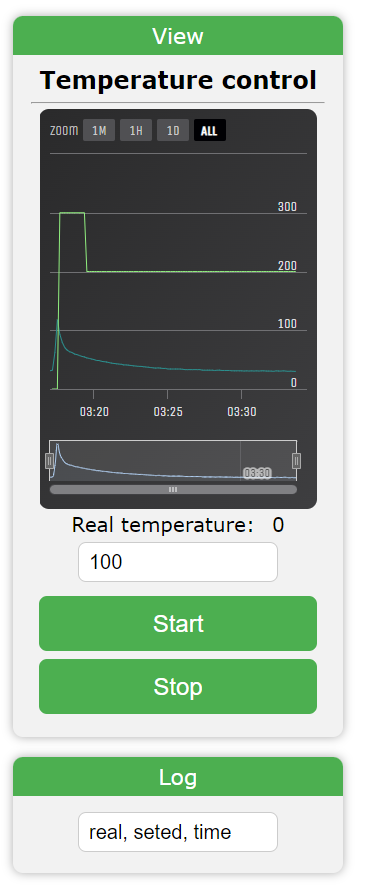 View
Temperature control
ZOOM 1M 1H 1D ALL
300
200
100
0
03:20 03:25 03:30
03:30
Real temperature: 0
100
Start
Stop
Log
real, seted, time